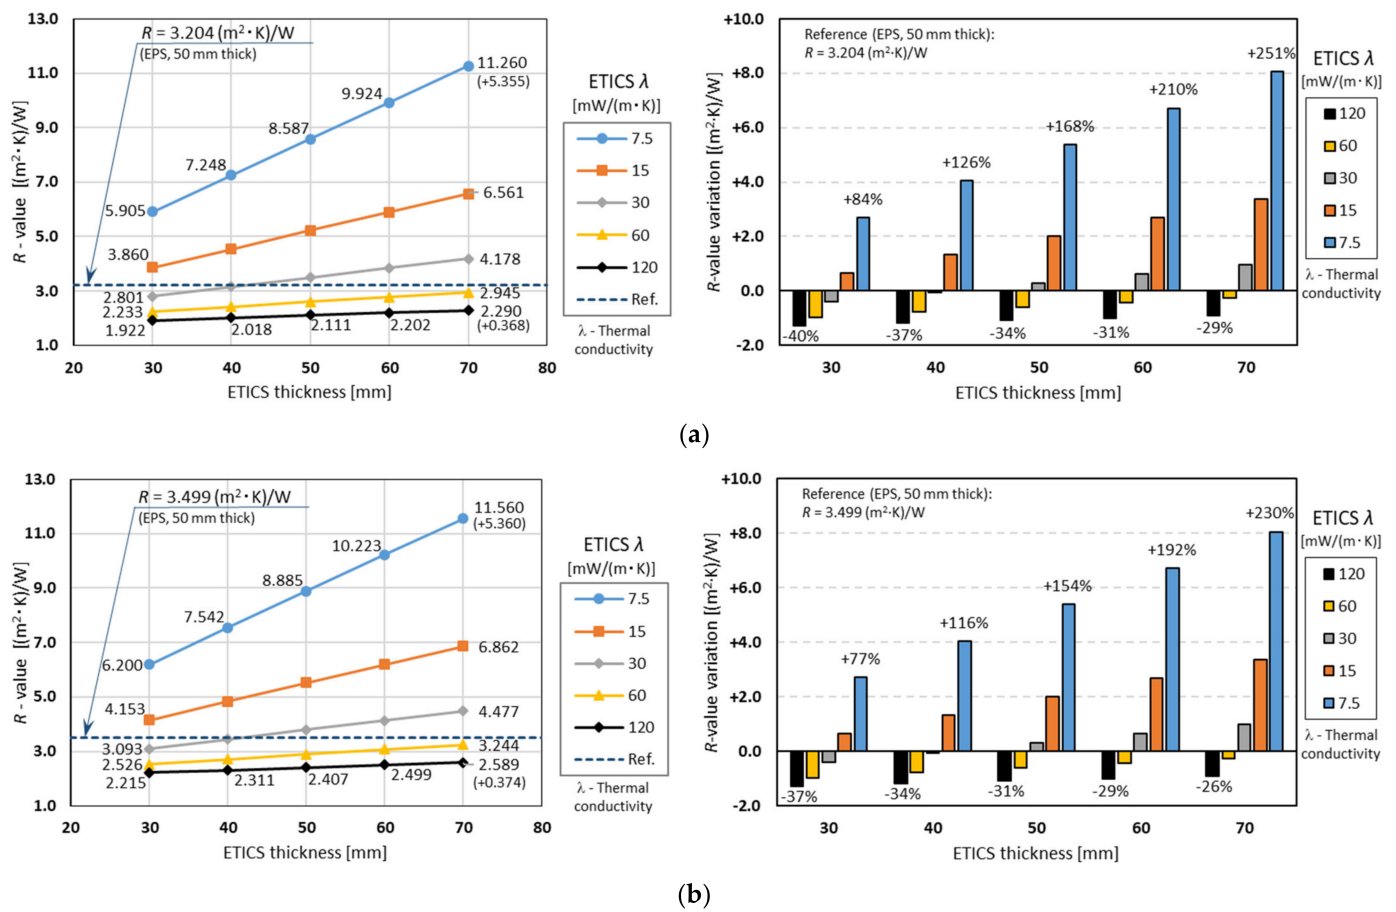 13.0
11.0
9.0
7.0
5.0
3.0
1.0
R - value [(m²·K)/W]
R = 3.204 (m²·K)/W
(EPS, 50 mm thick)
11.260
(+5.355)
9.924
8.587
7.248
5.905
6.561
3.860
4.178
2.801
2.945
2.233
2.290
(+0.368)
1.922
2.018
2.111
2.202
20 30 40 50 60 70 80
ETICS thickness [mm]
ETICS λ
[mW/(m·K)]
7.5
15
30
60
120
Ref.
λ - Thermal
conductivity
+10.0
+8.0
+6.0
+4.0
+2.0
0.0
-2.0
R-value variation [(m²·K)/W]
Reference (EPS, 50 mm thick):
R = 3.204 (m²·K)/W
+84%
+126%
+168%
+210%
+251%
-40% -37% -34% -31% -29%
30 40 50 60 70
ETICS thickness [mm]
ETICS λ
[mW/(m·K)]
120
60
30
15
7.5
λ - Thermal
conductivity
(a)
13.0
11.0
9.0
7.0
5.0
3.0
1.0
R - value [(m²·K)/W]
R = 3.499 (m²·K)/W
(EPS, 50 mm thick)
11.560
(+5.360)
10.223
8.885
7.542
6.200
6.862
4.153
4.477
3.093
3.244
2.526
2.589
(+0.374)
2.215
2.311
2.407
2.499
20 30 40 50 60 70 80
ETICS thickness [mm]
ETICS λ
[mW/(m·K)]
7.5
15
30
60
120
Ref.
λ - Thermal
conductivity
+10.0
+8.0
+6.0
+4.0
+2.0
0.0
-2.0
R-value variation [(m²·K)/W]
Reference (EPS, 50 mm thick):
R = 3.499 (m²·K)/W
+77%
+116%
+154%
+192%
+230%
-37% -34% -31% -29% -26%
30 40 50 60 70
ETICS thickness [mm]
ETICS λ
[mW/(m·K)]
120
60
30
15
7.5
λ - Thermal
conductivity
(b)